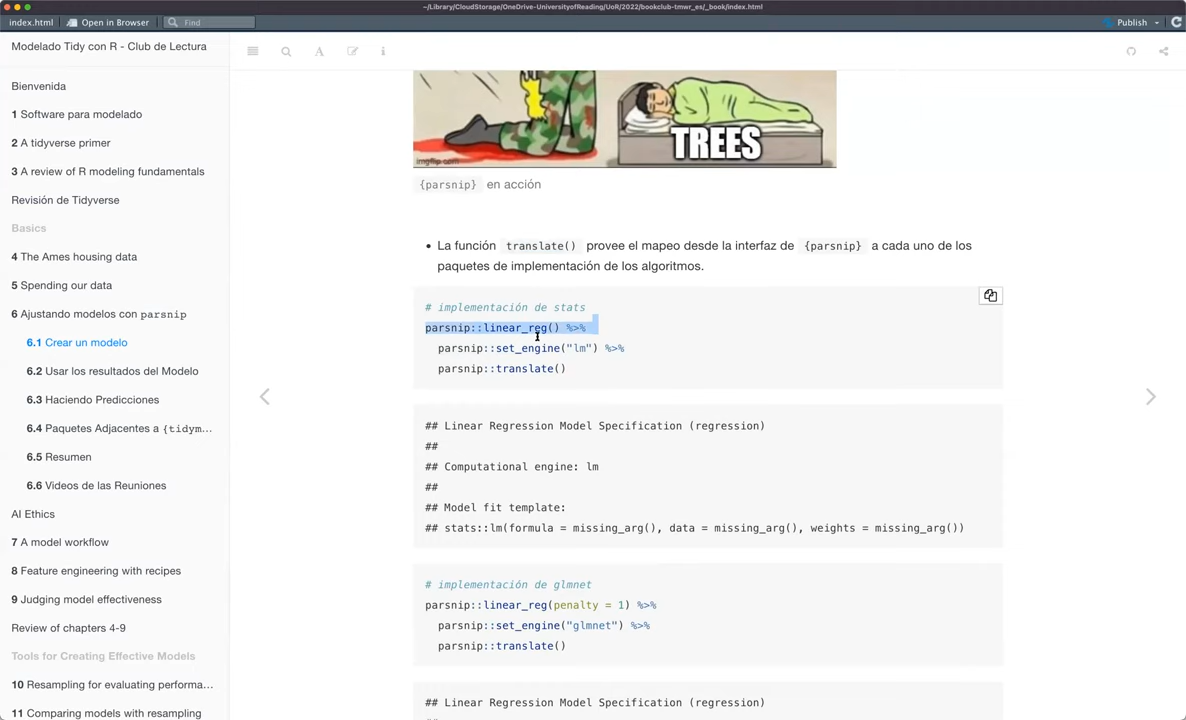 ~/Library/CloudStorage/OneDrive-UniversityofReading/UoR/2022/bookclub-tmwr_es/_book/index.html
index.html
Open in Browser
Find
Publish
Modelado Tidy con R - Club de Lectura
Bienvenida
1 Software para modelado
2 A tidyverse primer
3 A review of R modeling fundamentals
Revisión de Tidyverse
Basics
4 The Ames housing data
5 Spending our data
6 Ajustando modelos con parsnip
6.1 Crear un modelo
6.2 Usar los resultados del Modelo
6.3 Haciendo Predicciones
6.4 Paquetes Adjacentes a {tidym...
6.5 Resumen
6.6 Videos de las Reuniones
AI Ethics
7 A model workflow
8 Feature engineering with recipes
9 Judging model effectiveness
Review of chapters 4-9
Tools for Creating Effective Models
10 Resampling for evaluating performa...
11 Comparing models with resampling
TREES
imgflip.com
{parsnip} en acción
• La función translate() provee el mapeo desde la interfaz de {parsnip} a cada uno de los
paquetes de implementación de los algoritmos.
# implementación de stats
parsnip::linear_reg() %>%
parsnip::set_engine("lm") %>%
parsnip::translate()
## Linear Regression Model Specification (regression)
##
## Computational engine: lm
##
## Model fit template:
## stats::lm(formula = missing_arg(), data = missing_arg(), weights = missing_arg())
# implementación de glmnet
parsnip::linear_reg(penalty = 1) %>%
parsnip::set_engine("glmnet") %>%
parsnip::translate()
## Linear Regression Model Specification (regression)